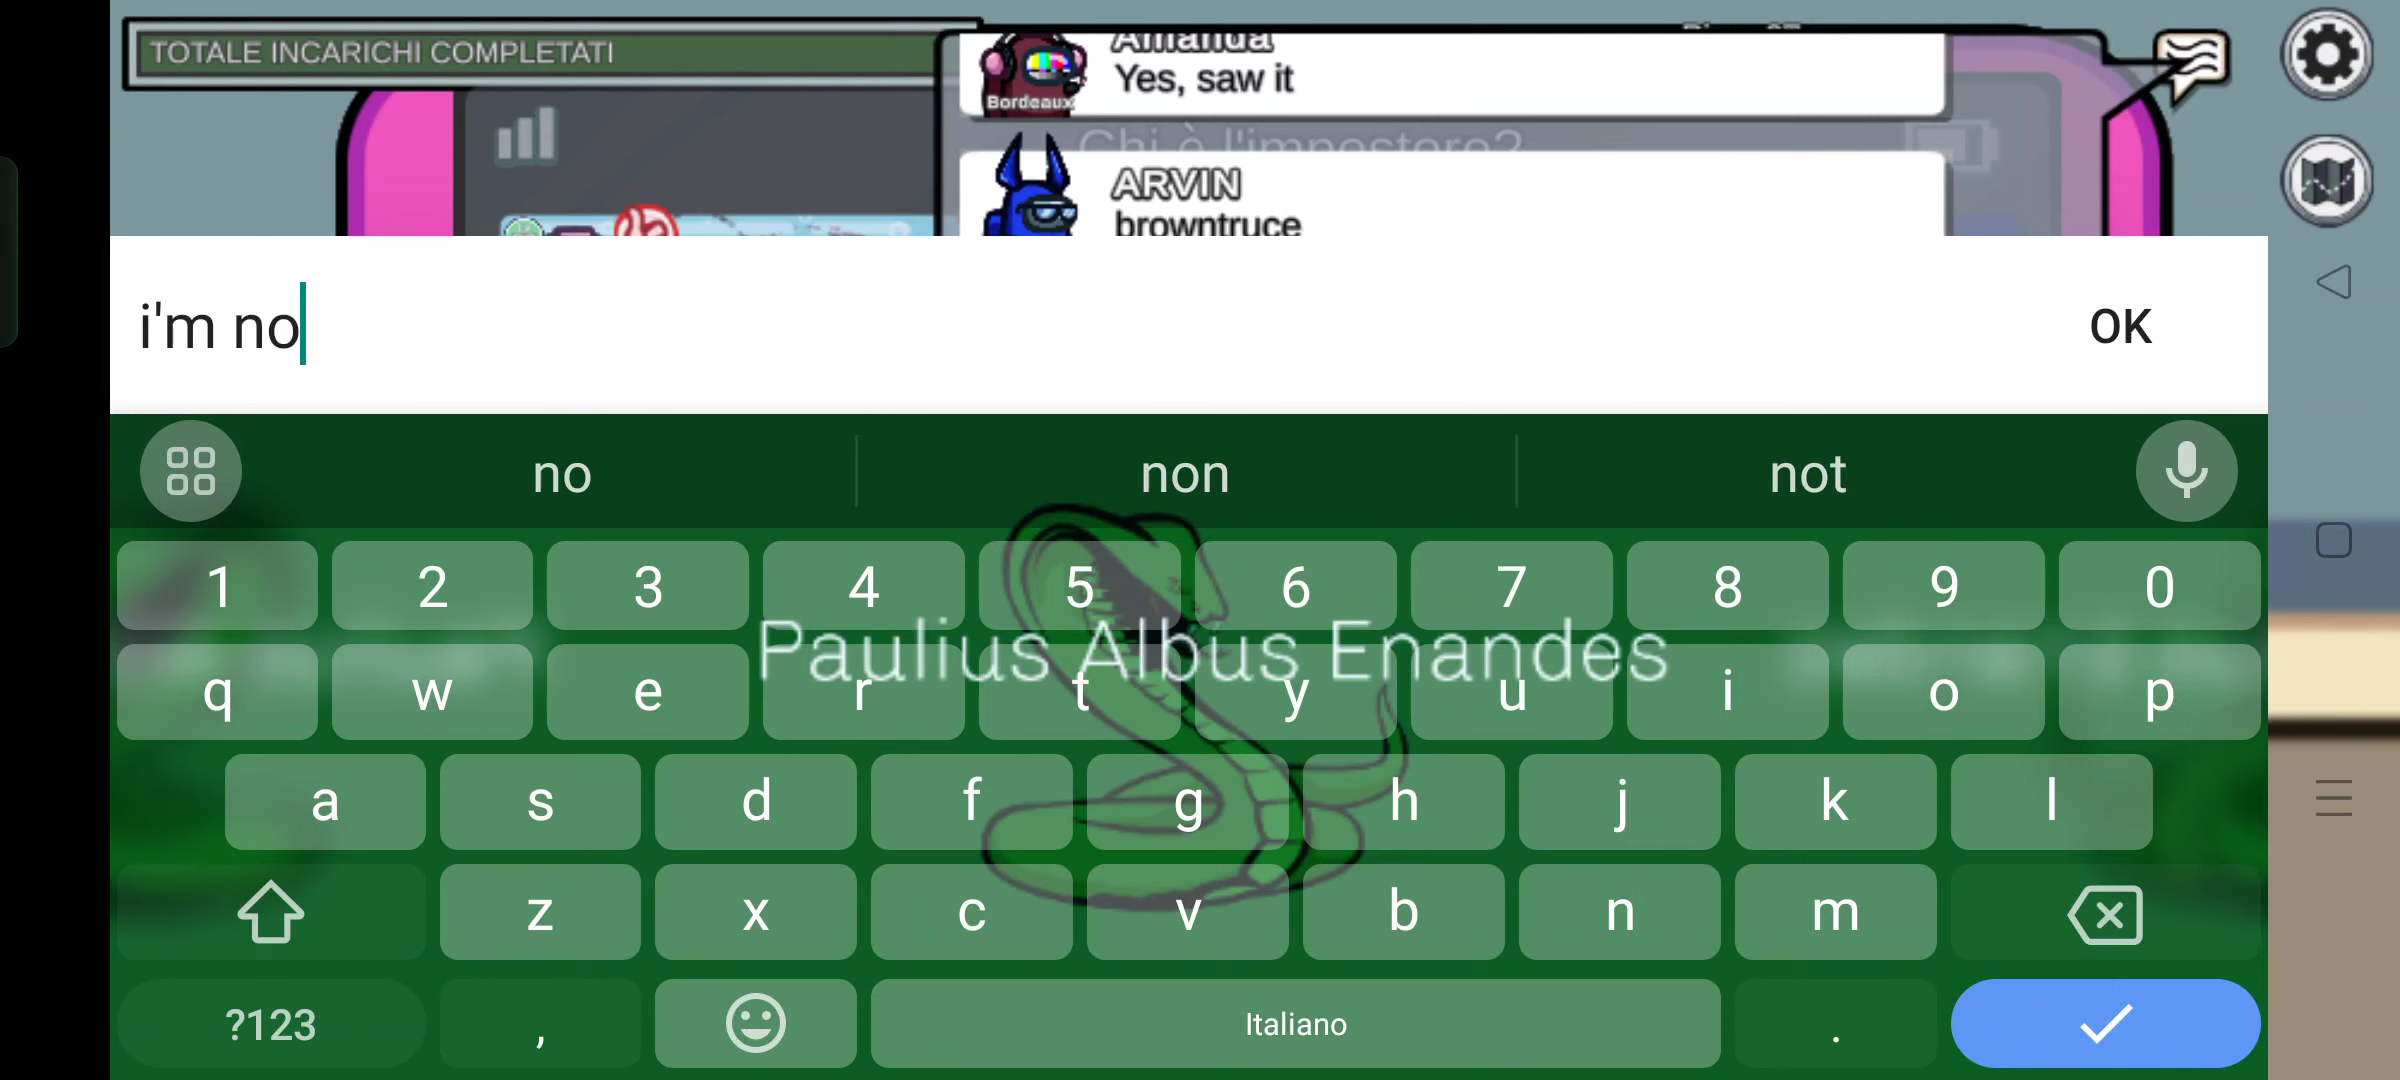 TOTALE INCARICHI COMPLETATI
Amanda
Yes, saw it
Bordeaux
Chi è l'impostore?
ARVIN
browntruce
i'm no
OK
no non not
1 2 3 4 5 6 7 8 9 0
Paulius Albus Enandes
q w e r t y u i o p
a s d f g h j k l
z x c v b n m
?123 , Italiano .